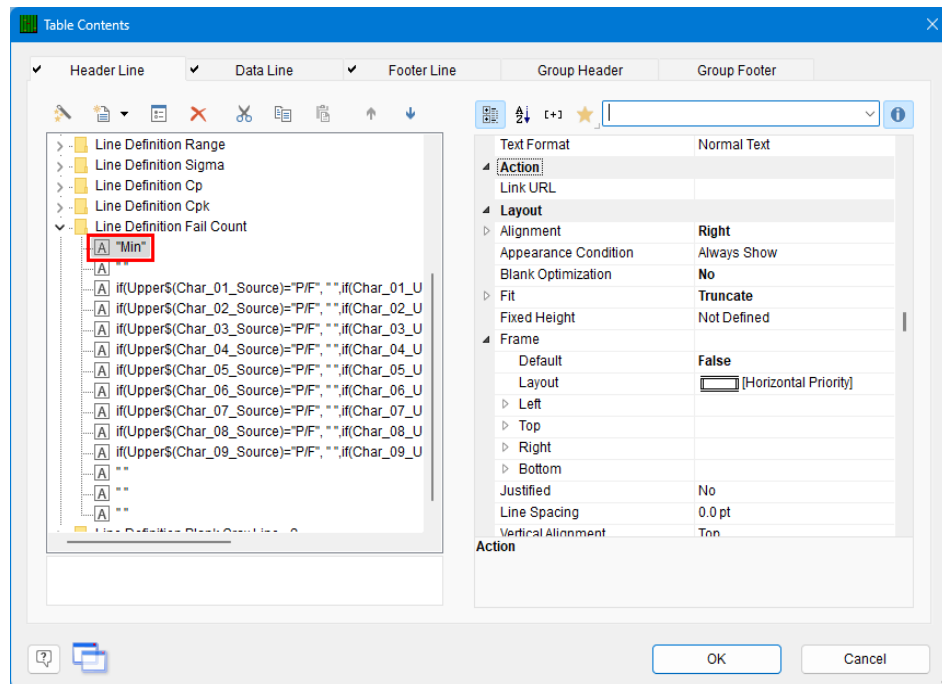 Table Contents
Header Line
Data Line
Footer Line
Group Header
Group Footer
Line Definition Range
Line Definition Sigma
Line Definition Cp
Line Definition Cpk
Line Definition Fail Count
A "Min"
A " "
A if(Upper$(Char_01_Source)="P/F", " ",if(Char_01_U
A if(Upper$(Char_02_Source)="P/F", " ",if(Char_02_U
A if(Upper$(Char_03_Source)="P/F", " ",if(Char_03_U
A if(Upper$(Char_04_Source)="P/F", " ",if(Char_04_U
A if(Upper$(Char_05_Source)="P/F", " ",if(Char_05_U
A if(Upper$(Char_06_Source)="P/F", " ",if(Char_06_U
A if(Upper$(Char_07_Source)="P/F", " ",if(Char_07_U
A if(Upper$(Char_08_Source)="P/F", " ",if(Char_08_U
A if(Upper$(Char_09_Source)="P/F", " ",if(Char_09_U
A " "
A " "
A " "
Text Format Normal Text
Action
Link URL
Layout
Alignment Right
Appearance Condition Always Show
Blank Optimization No
Fit Truncate
Fixed Height Not Defined
Frame
Default False
Layout [Horizontal Priority]
Left
Top
Right
Bottom
Justified No
Line Spacing 0.0 pt
Vertical Alignment Top
Action
OK
Cancel